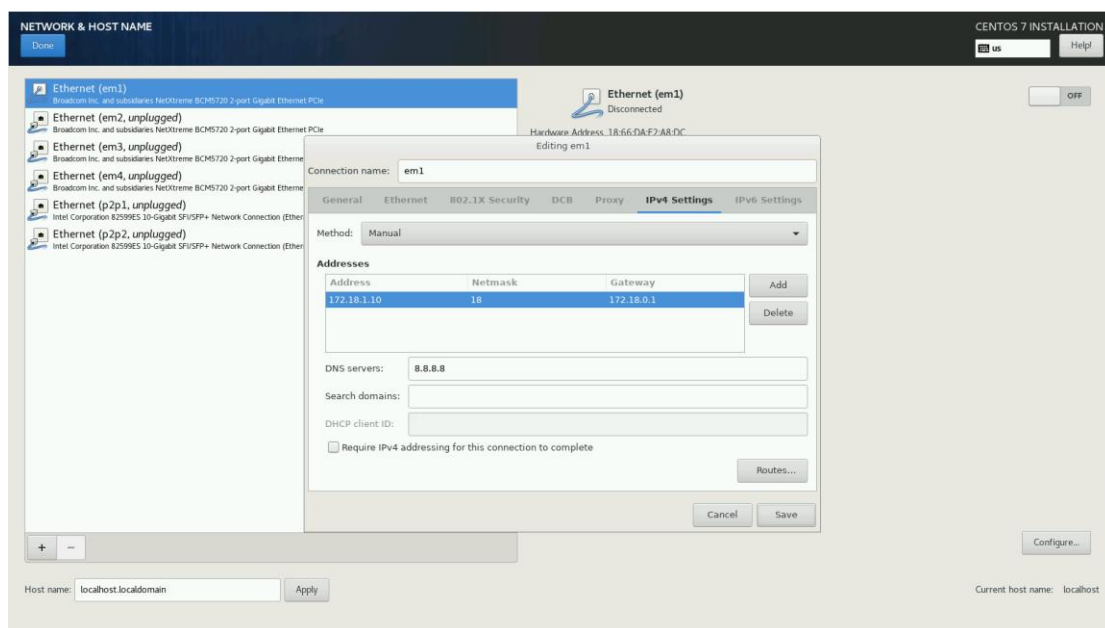 NETWORK & HOST NAME
CENTOS 7 INSTALLATION
Done
us
Help!
Ethernet (em1)
Broadcom Inc. and subsidiaries NetXtreme BCM5720 2-port Gigabit Ethernet PCIe
Ethernet (em2, unplugged)
Broadcom Inc. and subsidiaries NetXtreme BCM5720 2-port Gigabit Ethernet PCIe
Ethernet (em3, unplugged)
Broadcom Inc. and subsidiaries NetXtreme BCM5720 2-port Gigabit Etherne
Ethernet (em4, unplugged)
Broadcom Inc. and subsidiaries NetXtreme BCM5720 2-port Gigabit Etherne
Ethernet (p2p1, unplugged)
Intel Corporation 82599ES 10-Gigabit SFI/SFP+ Network Connection (Ether
Ethernet (p2p2, unplugged)
Intel Corporation 82599ES 10-Gigabit SFI/SFP+ Network Connection (Ether
Ethernet (em1)
Disconnected
OFF
Hardware Address 18:66:DA:F2:A8:DC
Editing em1
Connection name: em1
General Ethernet 802.1X Security DCB Proxy IPv4 Settings IPv6 Settings
Method: Manual
Addresses
Address Netmask Gateway
172.18.1.10 18 172.18.0.1
Add
Delete
DNS servers: 8.8.8.8
Search domains:
DHCP client ID:
Require IPv4 addressing for this connection to complete
Routes...
Cancel Save
+ −
Configure...
Host name: localhost.localdomain Apply
Current host name: localhost